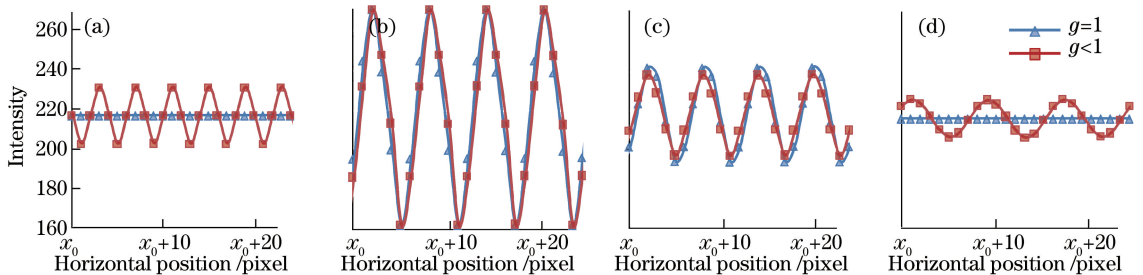 (a)
(b)
(c)
(d)
g=1
g<1
260
240
220
200
180
160
Intensity
x₀ x₀+10 x₀+20
Horizontal position /pixel
x₀ x₀+10 x₀+20
Horizontal position /pixel
x₀ x₀+10 x₀+20
Horizontal position /pixel
x₀ x₀+10 x₀+20
Horizontal position /pixel